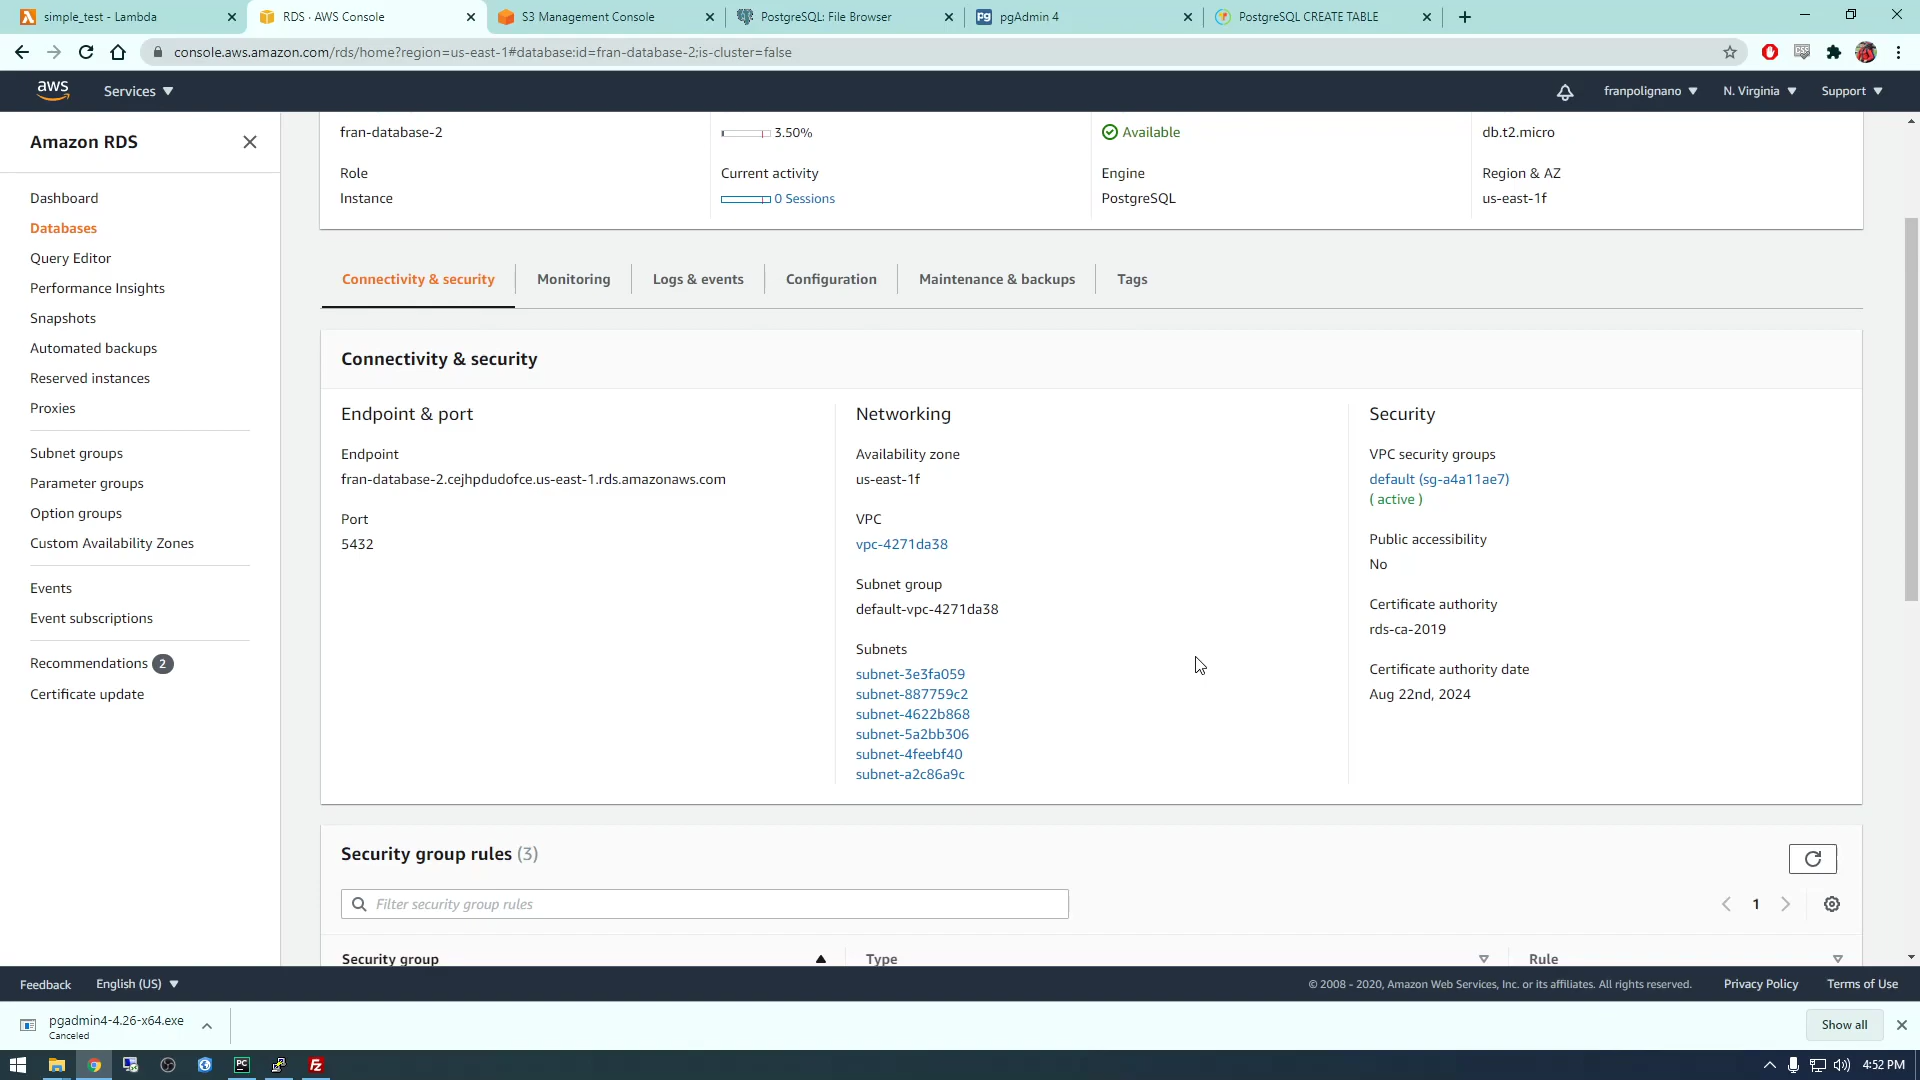 simple_test - Lambda
RDS · AWS Console
S3 Management Console
PostgreSQL: File Browser
pgAdmin 4
PostgreSQL CREATE TABLE
console.aws.amazon.com/rds/home?region=us-east-1#database:id=fran-database-2;is-cluster=false
aws
Services
franpolignano
N. Virginia
Support
Amazon RDS
Dashboard
Databases
Query Editor
Performance Insights
Snapshots
Automated backups
Reserved instances
Proxies
Subnet groups
Parameter groups
Option groups
Custom Availability Zones
Events
Event subscriptions
Recommendations 2
Certificate update
fran-database-2
3.50%
Available
db.t2.micro
Role
Current activity
Engine
Region & AZ
Instance
0 Sessions
PostgreSQL
us-east-1f
Connectivity & security
Monitoring
Logs & events
Configuration
Maintenance & backups
Tags
Connectivity & security
Endpoint & port
Endpoint
fran-database-2.cejhpdudofce.us-east-1.rds.amazonaws.com
Port
5432
Networking
Availability zone
us-east-1f
VPC
vpc-4271da38
Subnet group
default-vpc-4271da38
Subnets
subnet-3e3fa059
subnet-887759c2
subnet-4622b868
subnet-5a2bb306
subnet-4feebf40
subnet-a2c86a9c
Security
VPC security groups
default (sg-a4a11ae7)
( active )
Public accessibility
No
Certificate authority
rds-ca-2019
Certificate authority date
Aug 22nd, 2024
Security group rules (3)
Filter security group rules
1
Security group
Type
Rule
Feedback
English (US)
© 2008 - 2020, Amazon Web Services, Inc. or its affiliates. All rights reserved.
Privacy Policy
Terms of Use
pgadmin4-4.26-x64.exe
Canceled
Show all
4:52 PM